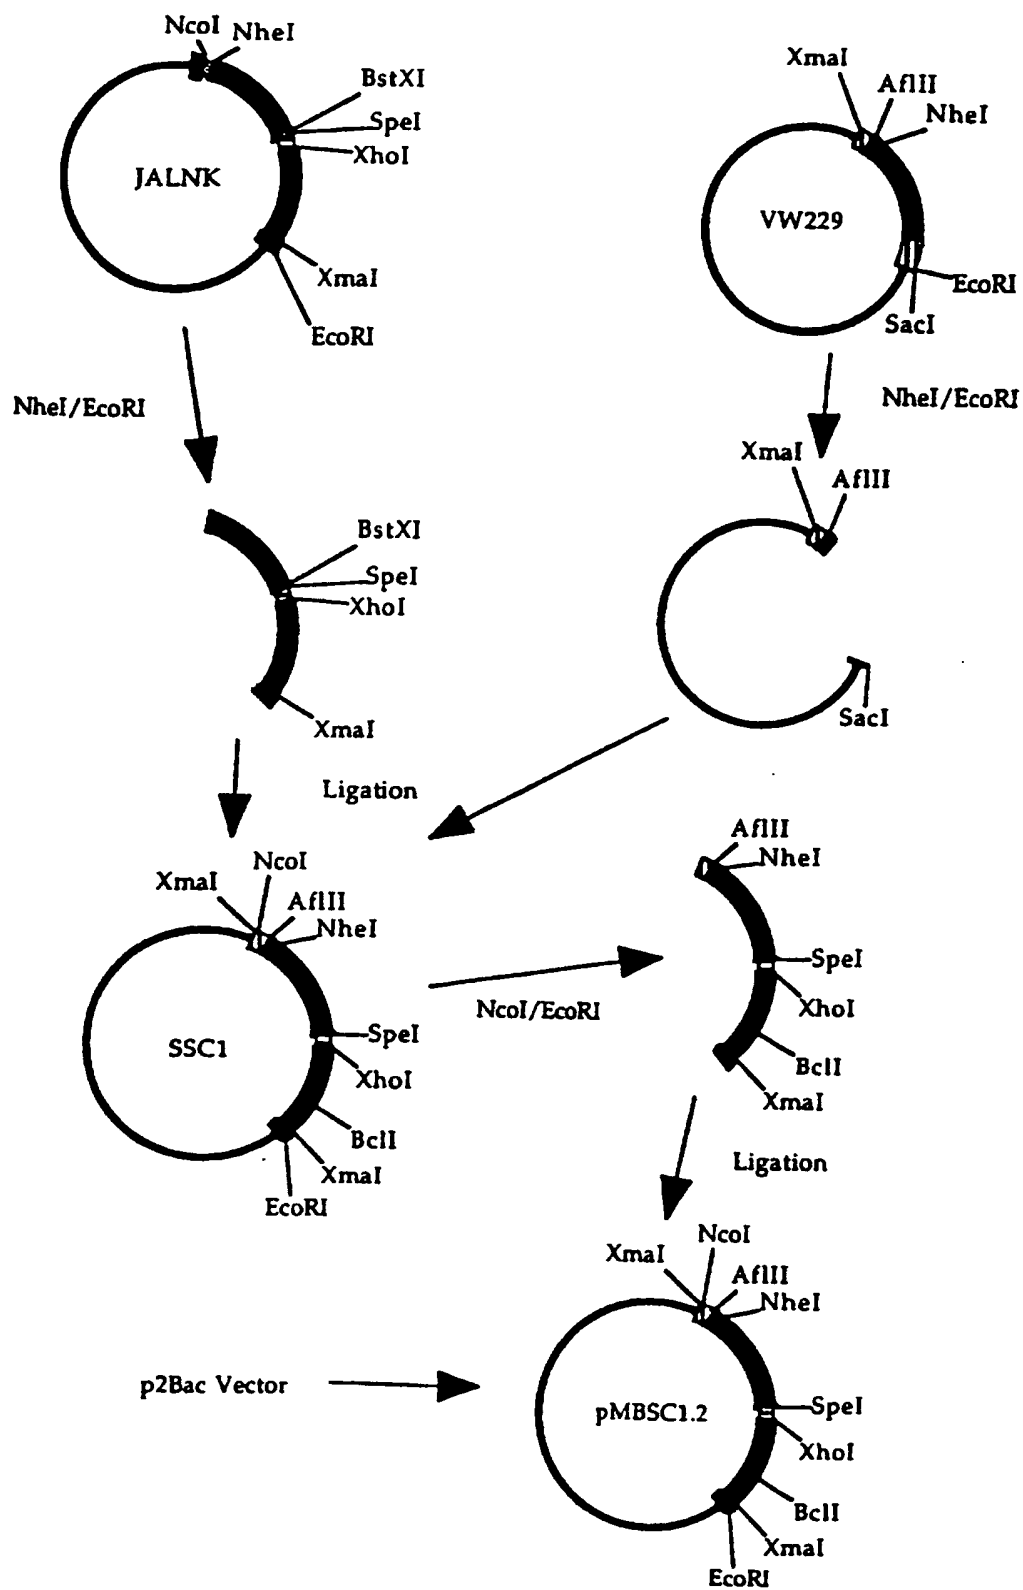 NcoI
NheI
BstXI
SpeI
XhoI
JALNK
XmaI
EcoRI
XmaI
AflII
NheI
VW229
EcoRI
SacI
NheI/EcoRI
NheI/EcoRI
BstXI
SpeI
XhoI
XmaI
XmaI
AflII
SacI
Ligation
NcoI
XmaI
AflII
NheI
SSC1
SpeI
XhoI
BclI
XmaI
EcoRI
NcoI/EcoRI
AflII
NheI
SpeI
XhoI
BclI
XmaI
Ligation
NcoI
XmaI
AflII
NheI
p2Bac Vector
pMBSC1.2
SpeI
XhoI
BclI
XmaI
EcoRI